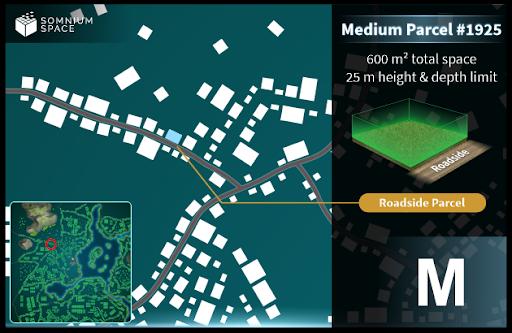 SOMNIUM
SPACE
Medium Parcel #1925
600 m² total space
25 m height & depth limit
Roadside
Roadside Parcel
M